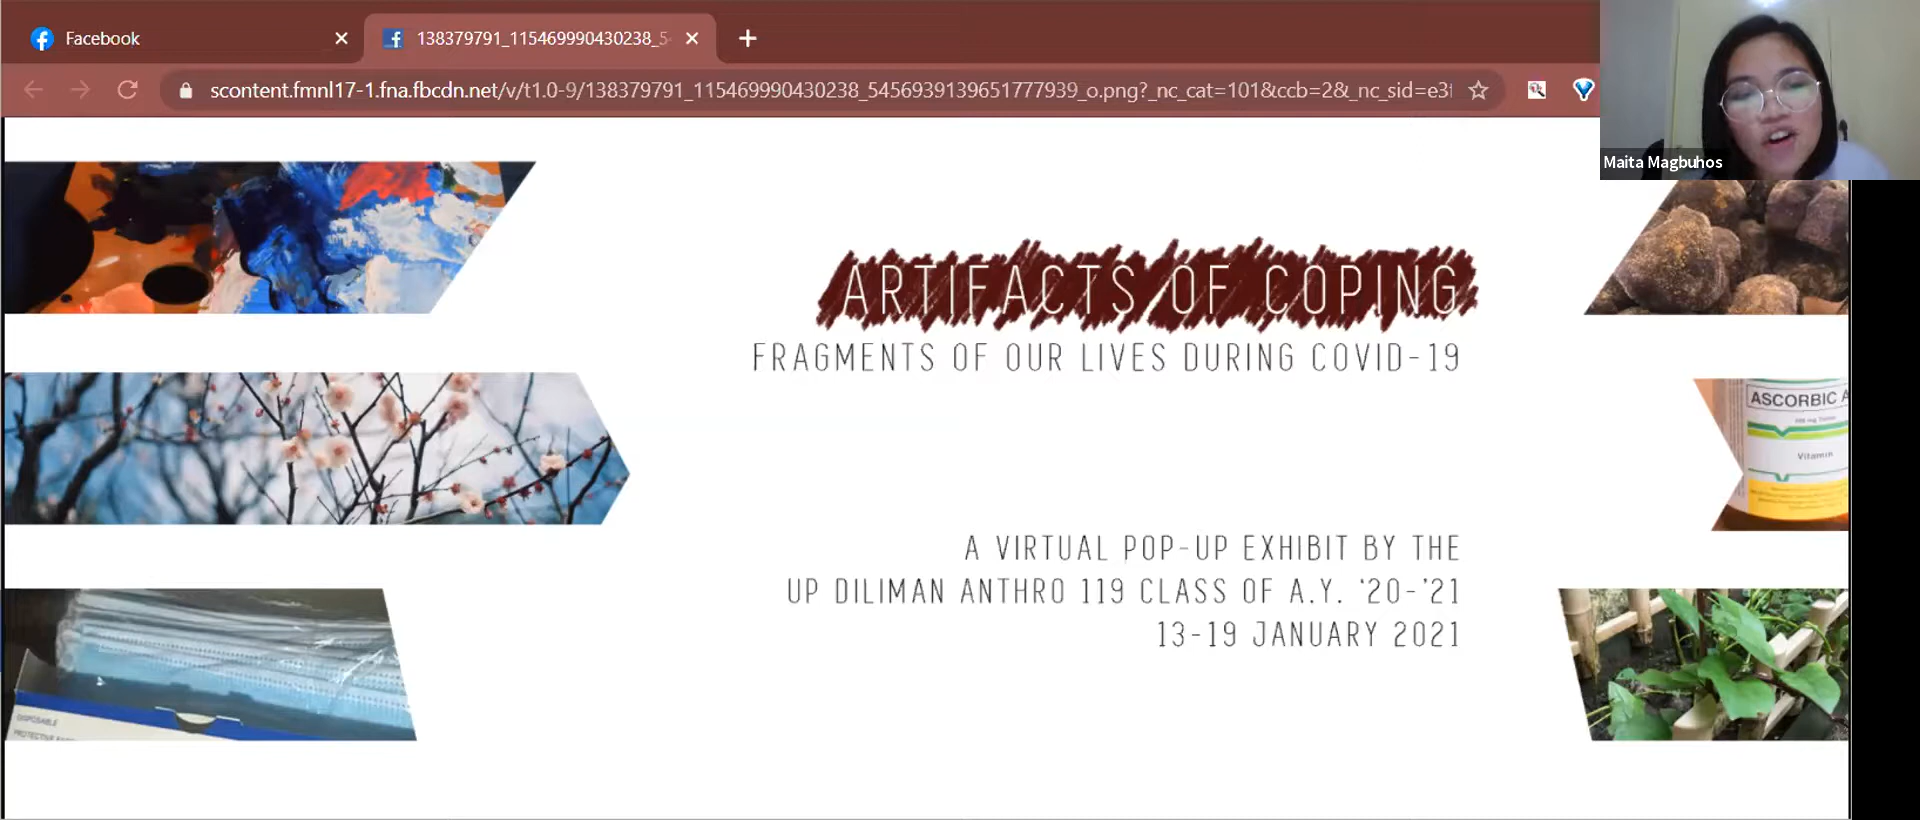 Facebook
138379791_115469990430238_5
scontent.fmnl17-1.fna.fbcdn.net/v/t1.0-9/138379791_115469990430238_5456939139651777939_o.png?_nc_cat=101&ccb=2&_nc_sid=e3
Maita Magbuhos
ARTIFACTS OF COPING
FRAGMENTS OF OUR LIVES DURING COVID-19
ASCORBIC A
Vitamin
A VIRTUAL POP-UP EXHIBIT BY THE
UP DILIMAN ANTHRO 119 CLASS OF A.Y. '20-'21
13-19 JANUARY 2021
DISPOSABLE
PROTECTIVE